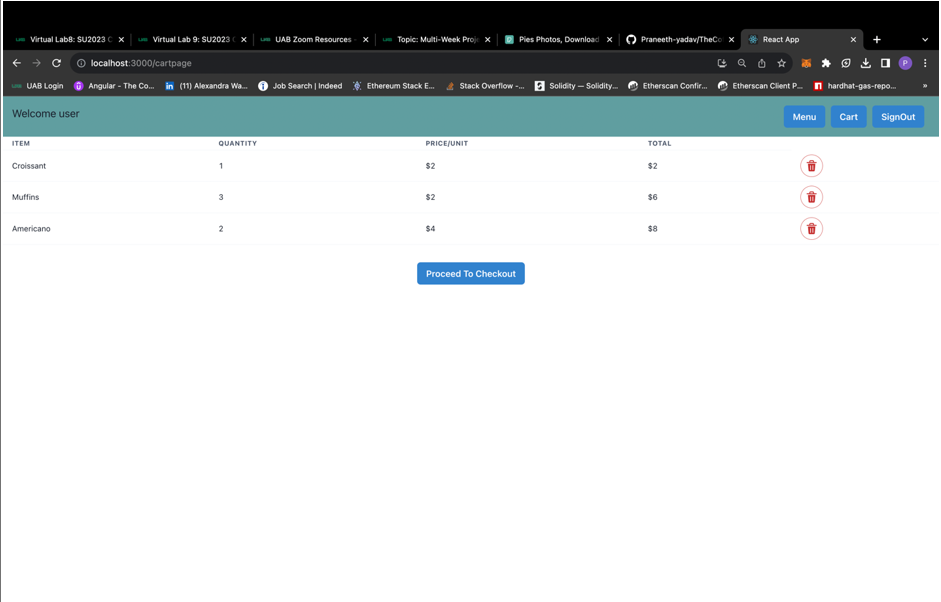 Virtual Lab8: SU2023 C Virtual Lab 9: SU2023 UAB Zoom Resources - Topic: Multi-Week Proj Pies Photos, Download Praneeth-yadav/TheCo React App
localhost:3000/cartpage P
UAB Login Angular - The Co... (11) Alexandra Wa... Job Search | Indeed Ethereum Stack E... Stack Overflow -... Solidity — Solidity... Etherscan Confir... Etherscan Client P... hardhat-gas-repo... »
Welcome user Menu Cart SignOut
ITEM QUANTITY PRICE/UNIT TOTAL
Croissant 1 $2 $2
Muffins 3 $2 $6
Americano 2 $4 $8
Proceed To Checkout